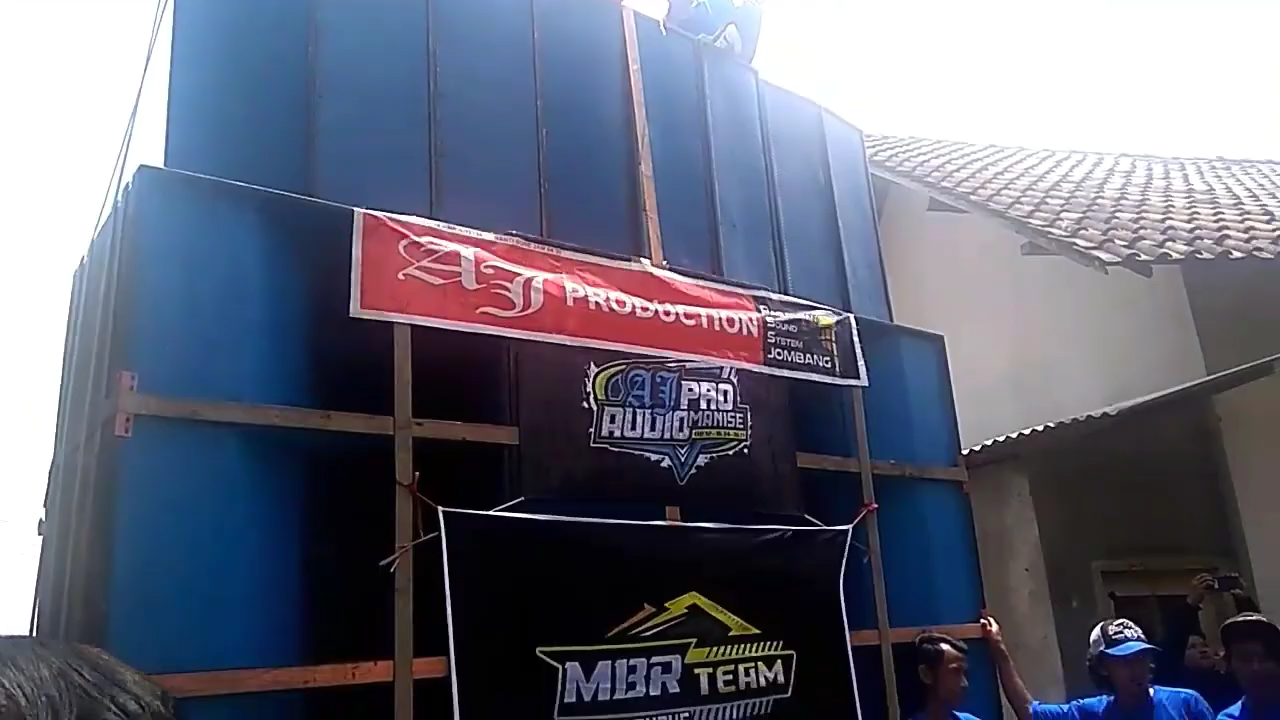 AJ PRODUCTION
SOUND
SYSTEM
JOMBANG
AJ PRO
AUDIO MANISE
MBR TEAM